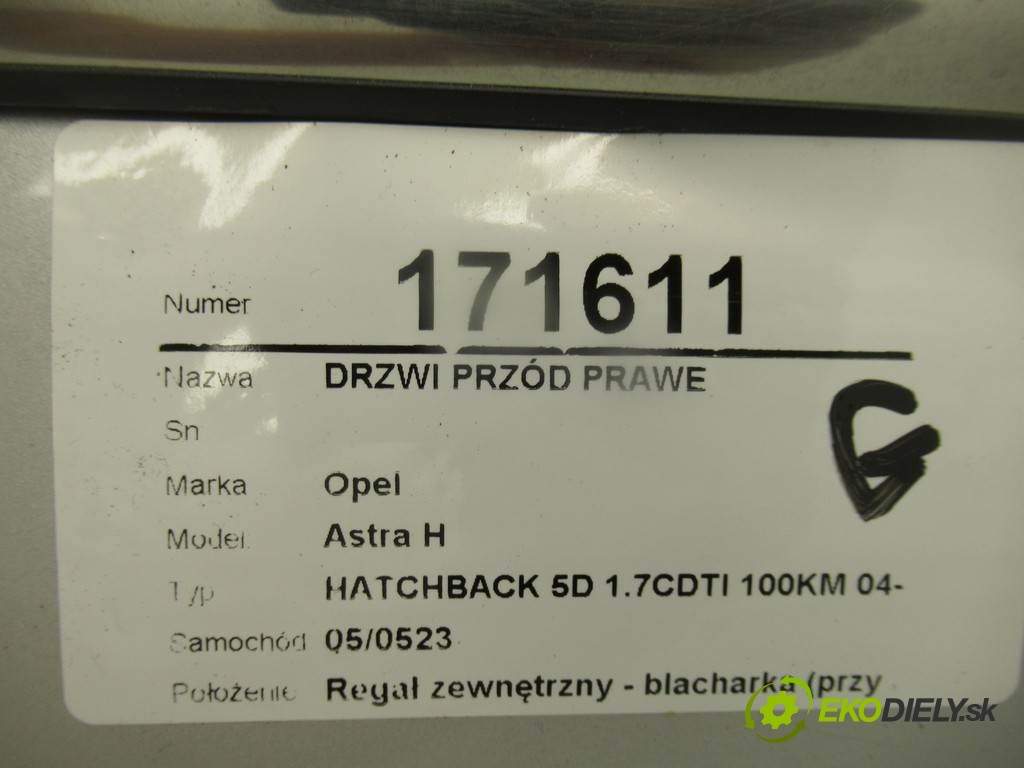 Numer 171611
Nazwa DRZWI PRZÓD PRAWE
Sn
Marka Opel
Model Astra H
Typ HATCHBACK 5D 1.7CDTI 100KM 04-
Samochód 05/0523
Położenie Regał zewnętrzny - blacharka (przy
G
EKODIELY.sk